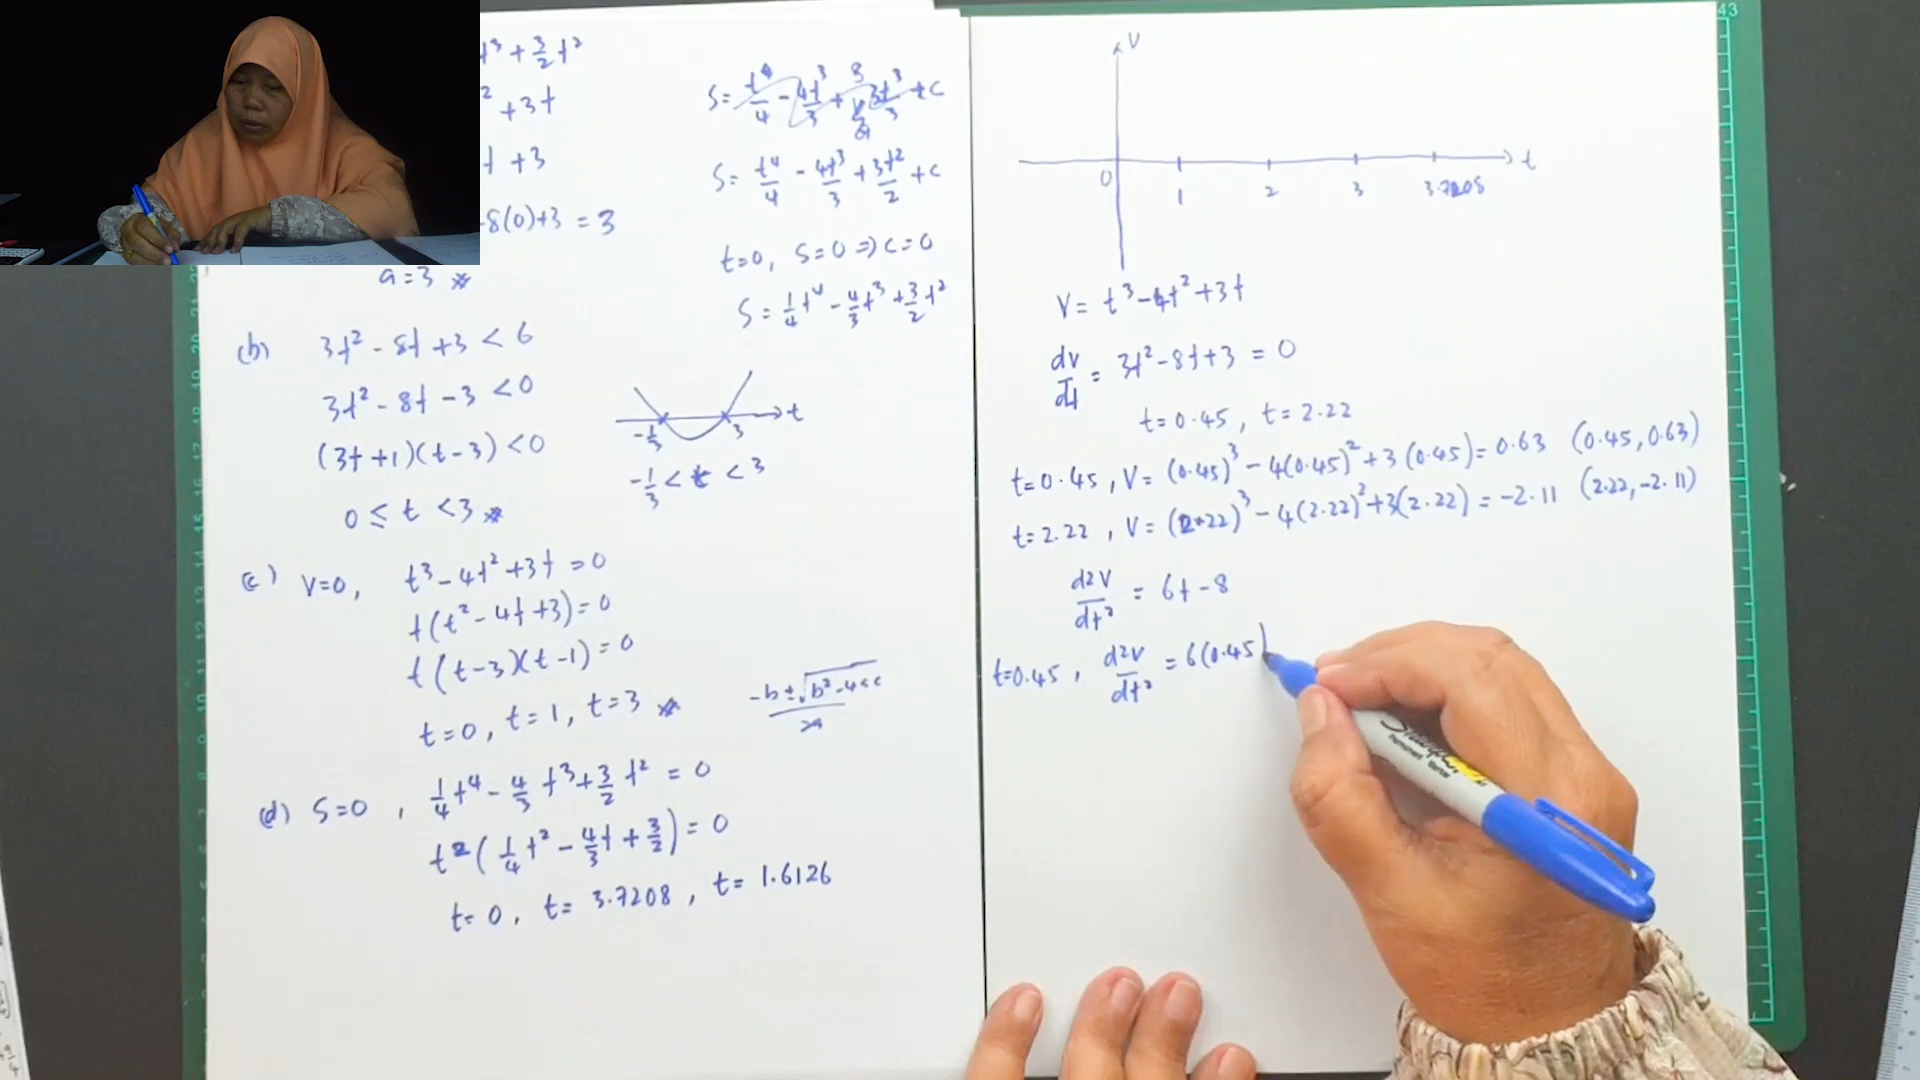 t³ + 3/2 t²
² + 3t
t + 3
-8(0)+3 = 3
a = 3 *
(b) 3t² - 8t + 3 < 6
3t² - 8t - 3 < 0
(3t + 1)(t - 3) < 0
0 ≤ t < 3 *
(c) V=0, t³ - 4t² + 3t = 0
t(t² - 4t + 3) = 0
t(t - 3)(t - 1) = 0
t = 0, t = 1, t = 3 *
(d) S = 0, 1/4 t⁴ - 4/3 t³ + 3/2 t² = 0
t²(1/4 t² - 4/3 t + 3/2) = 0
t = 0, t = 3.7208, t = 1.6126
S = t⁴/4 - 4t³/3 + 3t³/3 + c
S = t⁴/4 - 4t³/3 + 3t²/2 + c
t = 0, S = 0 ⇒ c = 0
S = 1/4 t⁴ - 4/3 t³ + 3/2 t²
-1/3 3 t
-1/3 < t < 3
-b ± √b² - 4ac
2a
V
0 1 2 3 3.7208 t
V = t³ - 4t² + 3t
dv/dt = 3t² - 8t + 3 = 0
t = 0.45, t = 2.22
t = 0.45, V = (0.45)³ - 4(0.45)² + 3(0.45) = 0.63 (0.45, 0.63)
t = 2.22, V = (2.22)³ - 4(2.22)² + 3(2.22) = -2.11 (2.22, -2.11)
d²V/dt² = 6t - 8
t = 0.45, d²V/dt² = 6(0.45)
43